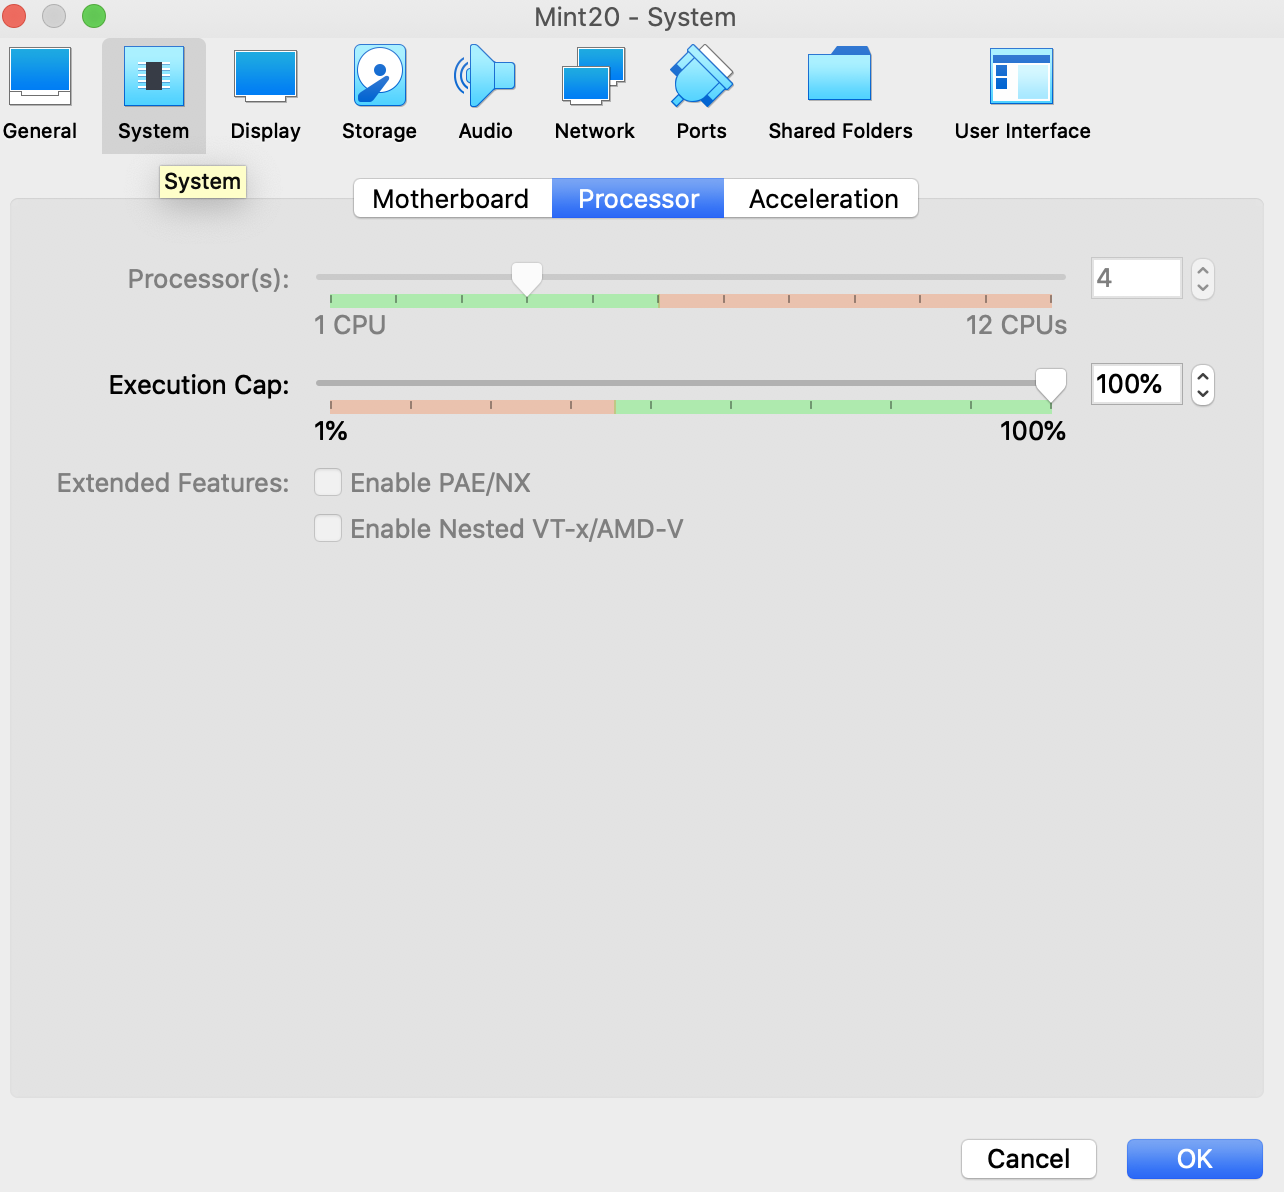 Mint20 - System
General System Display Storage Audio Network Ports Shared Folders User Interface
System
Motherboard Processor Acceleration
Processor(s): 4
1 CPU 12 CPUs
Execution Cap: 100%
1% 100%
Extended Features: Enable PAE/NX
Enable Nested VT-x/AMD-V
Cancel OK